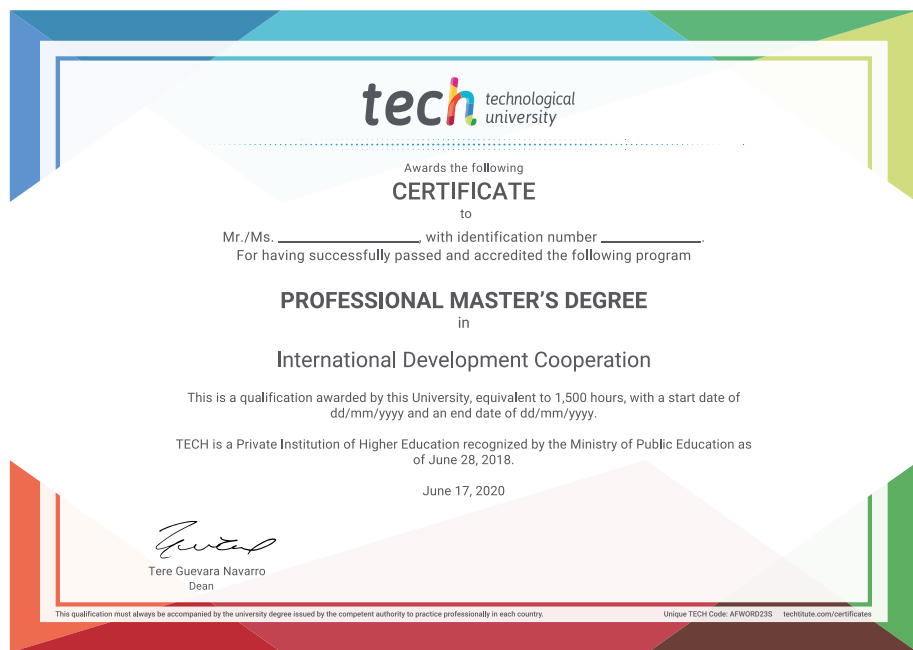 tech technological
university
Awards the following
CERTIFICATE
to
Mr./Ms. ____________________, with identification number ______________.
For having successfully passed and accredited the following program
PROFESSIONAL MASTER'S DEGREE
in
International Development Cooperation
This is a qualification awarded by this University, equivalent to 1,500 hours, with a start date of
dd/mm/yyyy and an end date of dd/mm/yyyy.
TECH is a Private Institution of Higher Education recognized by the Ministry of Public Education as
of June 28, 2018.
June 17, 2020
Tere Guevara Navarro
Dean
This qualification must always be accompanied by the university degree issued by the competent authority to practice professionally in each country. Unique TECH Code: AFWORD23S techtitute.com/certificates